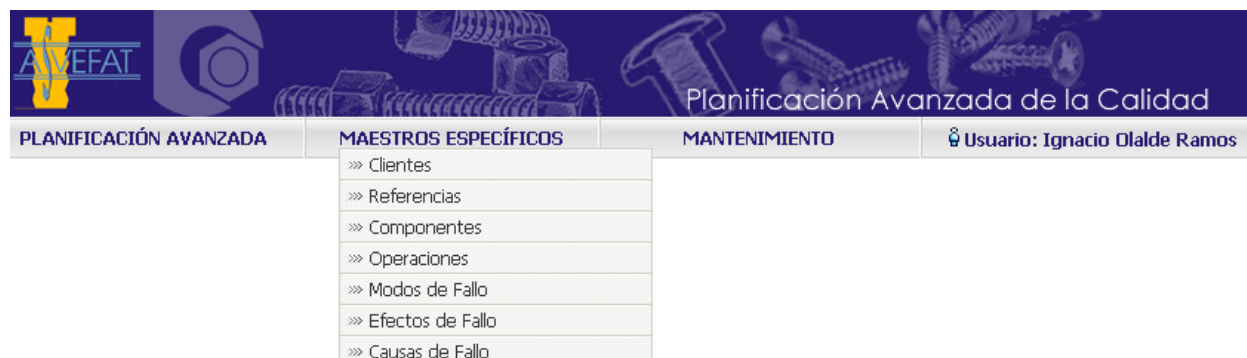 ASVEFAT
Planificación Avanzada de la Calidad
PLANIFICACIÓN AVANZADA MAESTROS ESPECÍFICOS MANTENIMIENTO Usuario: Ignacio Olalde Ramos
»» Clientes
»» Referencias
»» Componentes
»» Operaciones
»» Modos de Fallo
»» Efectos de Fallo
»» Causas de Fallo